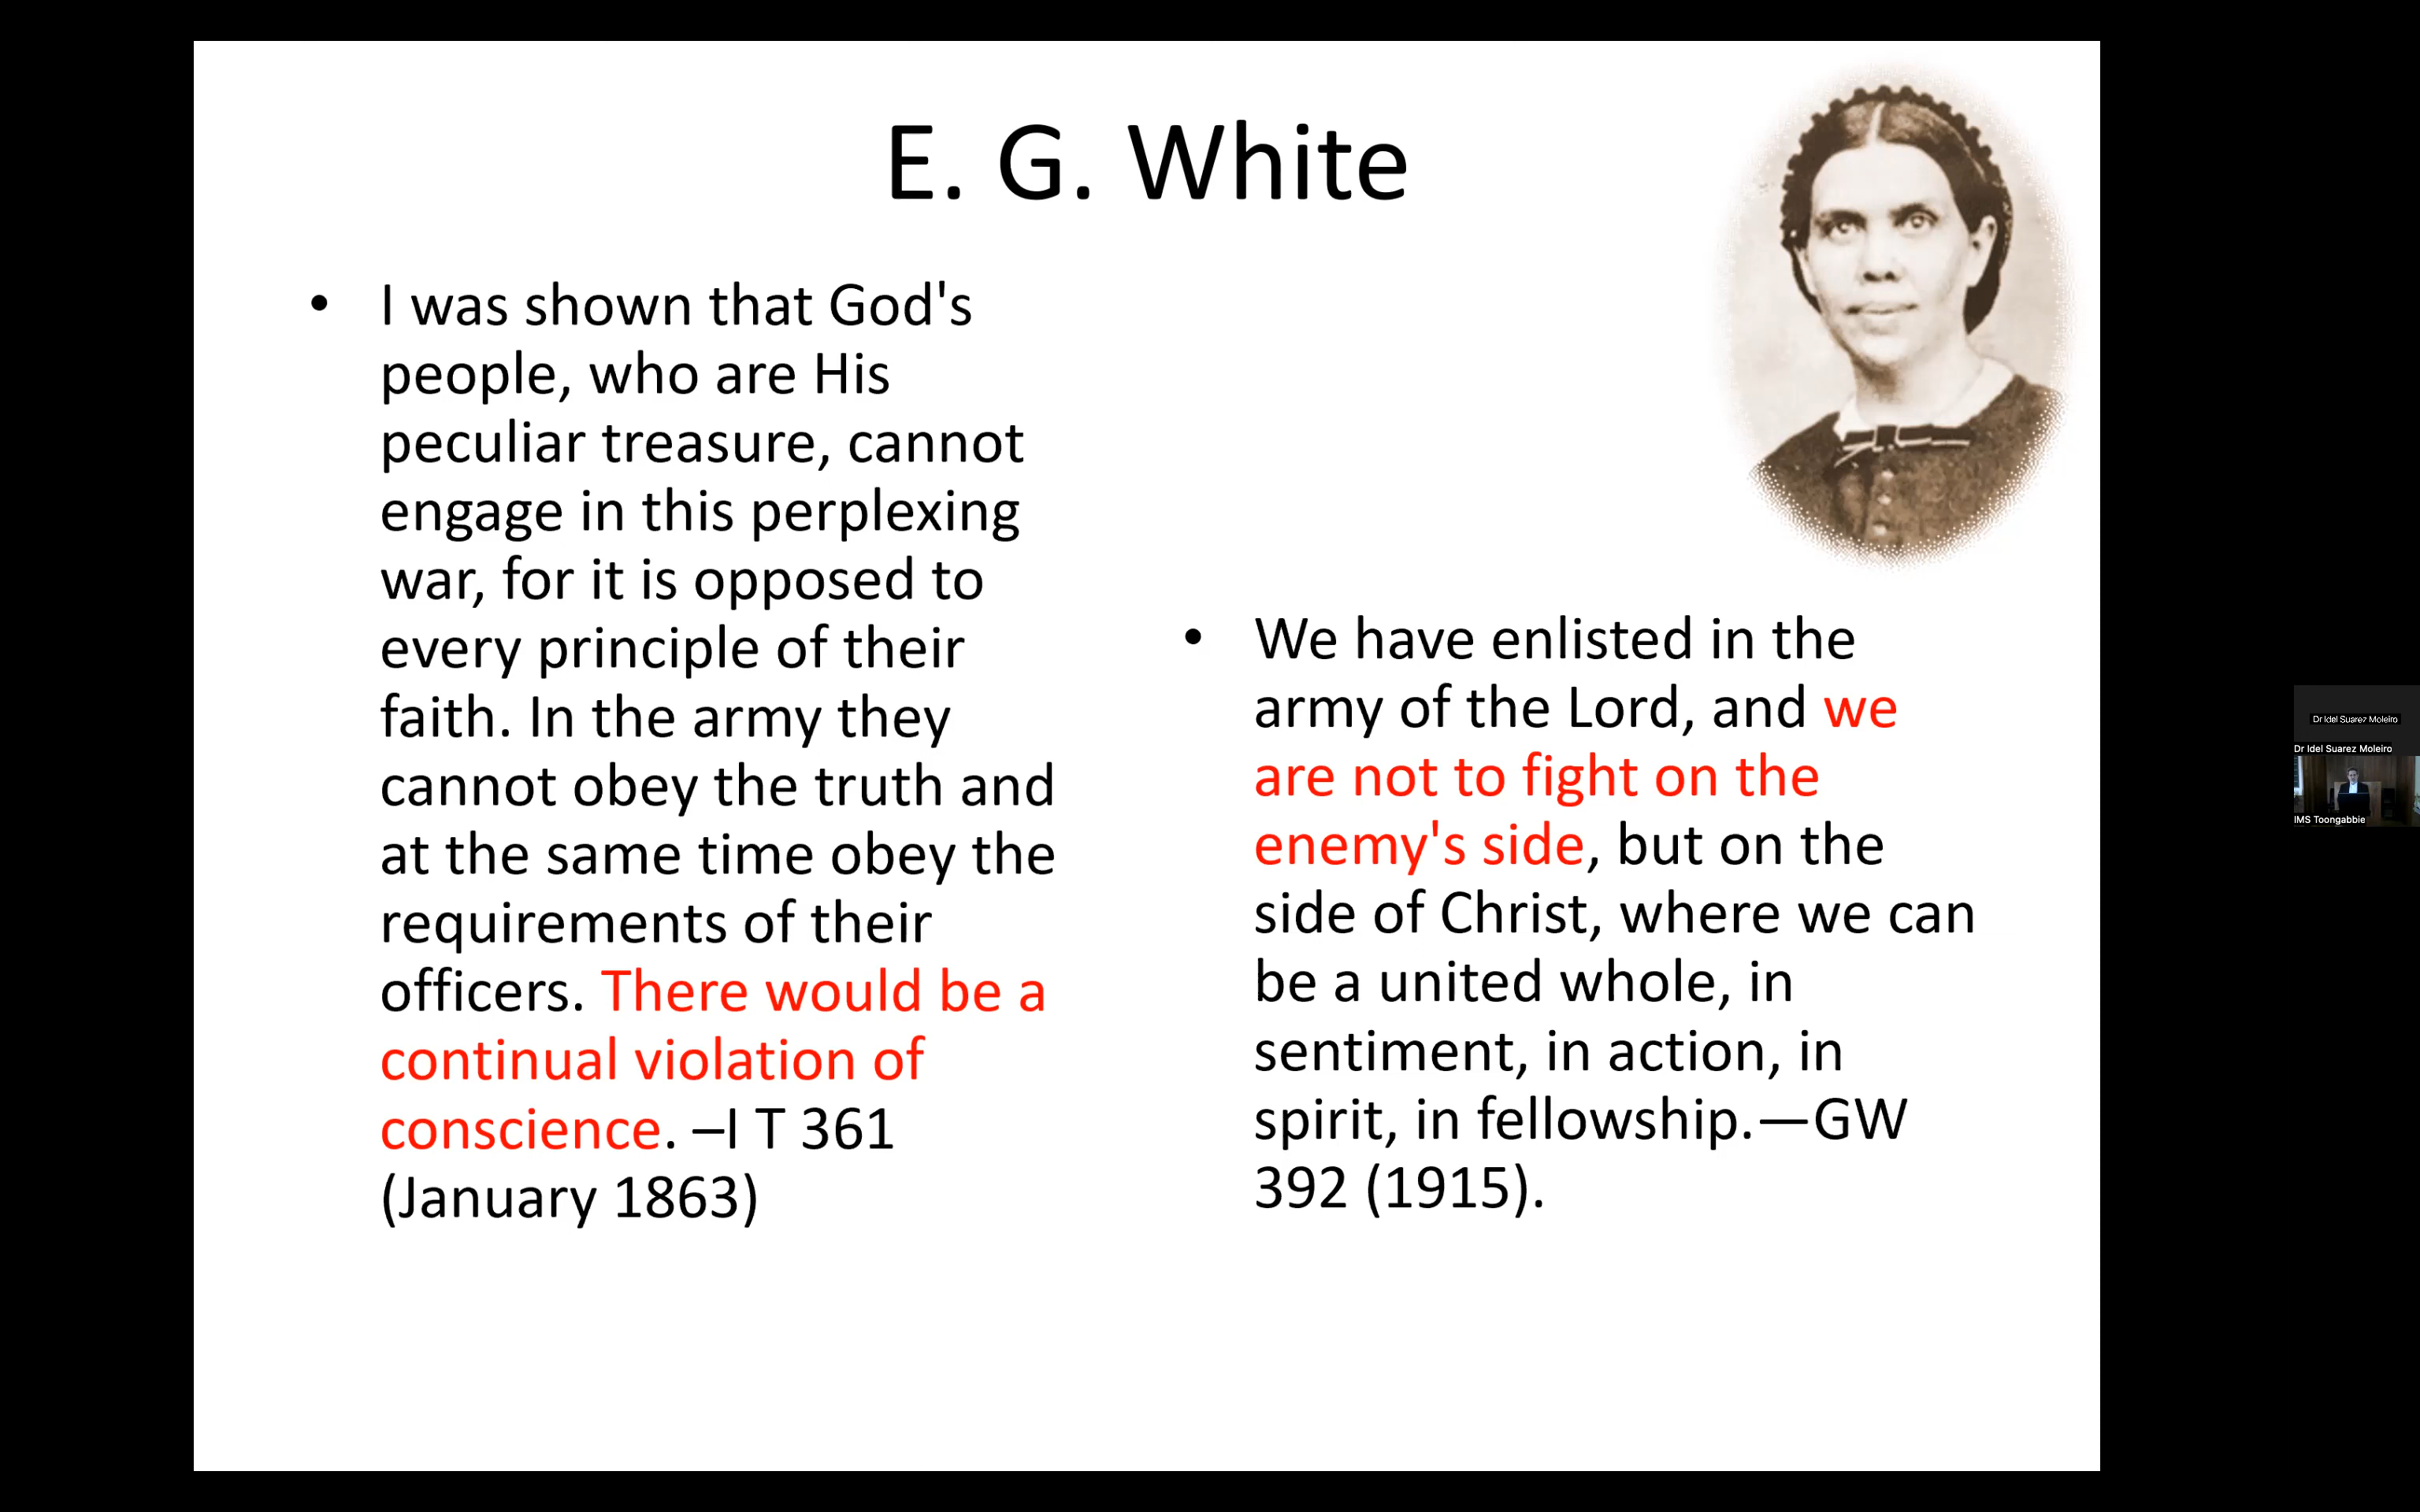 E. G. White
• I was shown that God's
people, who are His
peculiar treasure, cannot
engage in this perplexing
war, for it is opposed to
every principle of their
faith. In the army they
cannot obey the truth and
at the same time obey the
requirements of their
officers. There would be a
continual violation of
conscience. –I T 361
(January 1863)
• We have enlisted in the
army of the Lord, and we
are not to fight on the
enemy's side, but on the
side of Christ, where we can
be a united whole, in
sentiment, in action, in
spirit, in fellowship.—GW
392 (1915).
Dr Idel Suarez Moleiro
Dr Idel Suarez Moleiro
IMS Toongabbie